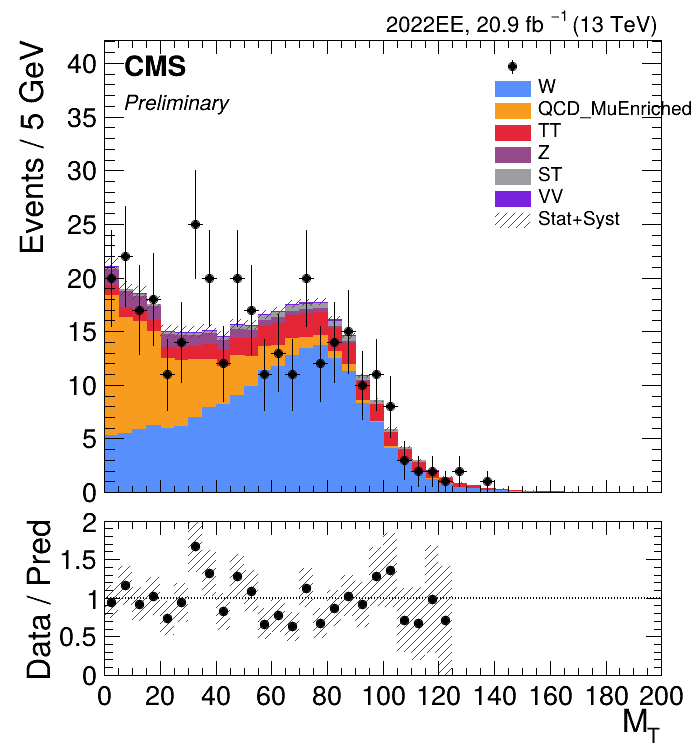 2022EE, 20.9 fb⁻¹ (13 TeV)
CMS
Preliminary
W
QCD_MuEnriched
TT
Z
ST
VV
Stat+Syst
Events / 5 GeV
40
35
30
25
20
15
10
5
0
Data / Pred
2
1.5
1
0.5
0
0 20 40 60 80 100 120 140 160 180 200
M_T